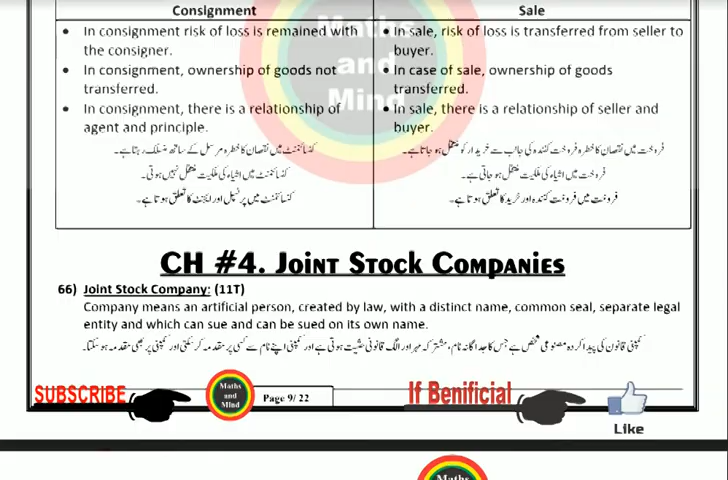 Consignment
Sale
• In consignment risk of loss is remained with
the consigner.
• In consignment, ownership of goods not
transferred.
• In consignment, there is a relationship of
agent and principle.
کنسائنمنٹ میں نقصان کا خطرہ مرسل کے ساتھ منسلک رہتا ہے۔
کنسائنمنٹ میں اشیاء کی ملکیت منتقل نہیں ہوتی۔
کنسائنمنٹ میں پرنسپل اور ایجنٹ کا تعلق ہوتا ہے۔
• In sale, risk of loss is transferred from seller to
buyer.
• In case of sale, ownership of goods
transferred.
• In sale, there is a relationship of seller and
buyer.
فروخت میں نقصان کا خطرہ فروخت کنندہ کی جانب سے خریدار کو منتقل ہو جاتا ہے۔
فروخت میں اشیاء کی ملکیت منتقل ہو جاتی ہے۔
فروخت میں فروخت کنندہ اور خرید کا تعلق ہوتا ہے۔
Maths
and
Mind
CH #4. Joint Stock Companies
66) Joint Stock Company: (11T)
Company means an artificial person, created by law, with a distinct name, common seal, separate legal
entity and which can sue and can be sued on its own name.
کمپنی قانون کی پیدا کردہ مصنوعی شخص ہے جس کا جداگانہ نام، مشترکہ مہر اور الگ قانونی حیثیت ہوتی ہے اور کمپنی اپنے نام سے کسی پر مقدمہ کر سکتی اور کمپنی پر بھی مقدمہ ہو سکتا۔
SUBSCRIBE
Maths
and
Mind
Page 9/ 22
If Benificial
Like
Maths